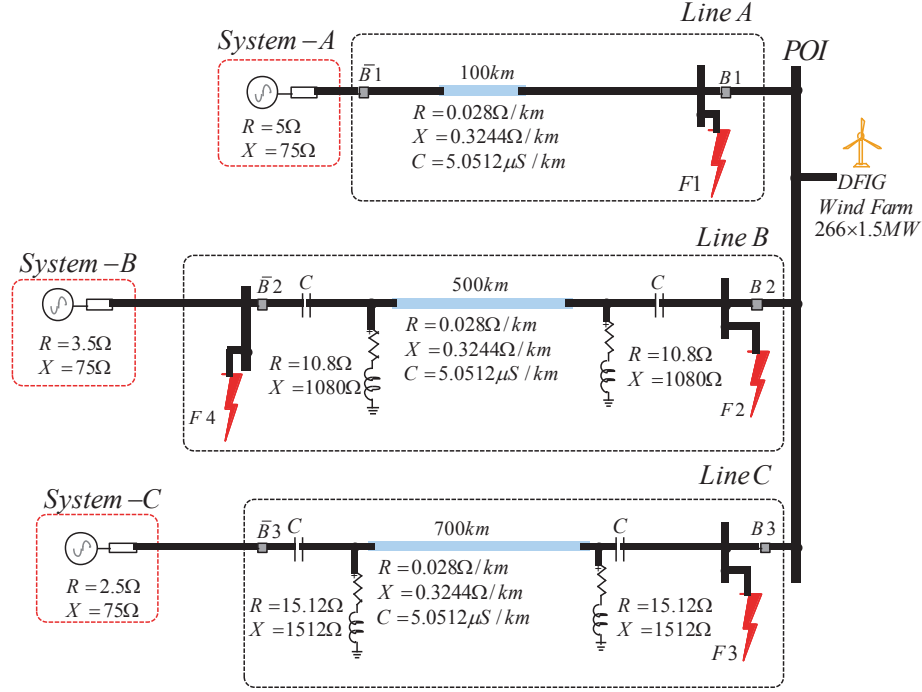 Line A
System–A
POI
B̄1
100km
B1
R = 5Ω
X = 75Ω
R = 0.028Ω/km
X = 0.3244Ω/km
C = 5.0512μS/km
F1
DFIG
Wind Farm
266×1.5MW
Line B
System–B
B̄2
C
500km
C
B2
R = 3.5Ω
X = 75Ω
R = 0.028Ω/km
X = 0.3244Ω/km
C = 5.0512μS/km
R = 10.8Ω
X = 1080Ω
R = 10.8Ω
X = 1080Ω
F4
F2
Line C
System–C
B̄3
C
700km
C
B3
R = 2.5Ω
X = 75Ω
R = 0.028Ω/km
X = 0.3244Ω/km
C = 5.0512μS/km
R = 15.12Ω
X = 1512Ω
R = 15.12Ω
X = 1512Ω
F3